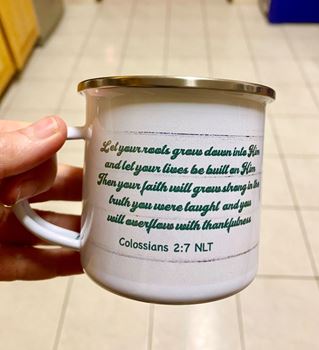 Let your roots grow down into Him
and let your lives be built on Him
Then your faith will grow strong in the
truth you were taught and you
will overflow with thankfulness
Colossians 2:7 NLT